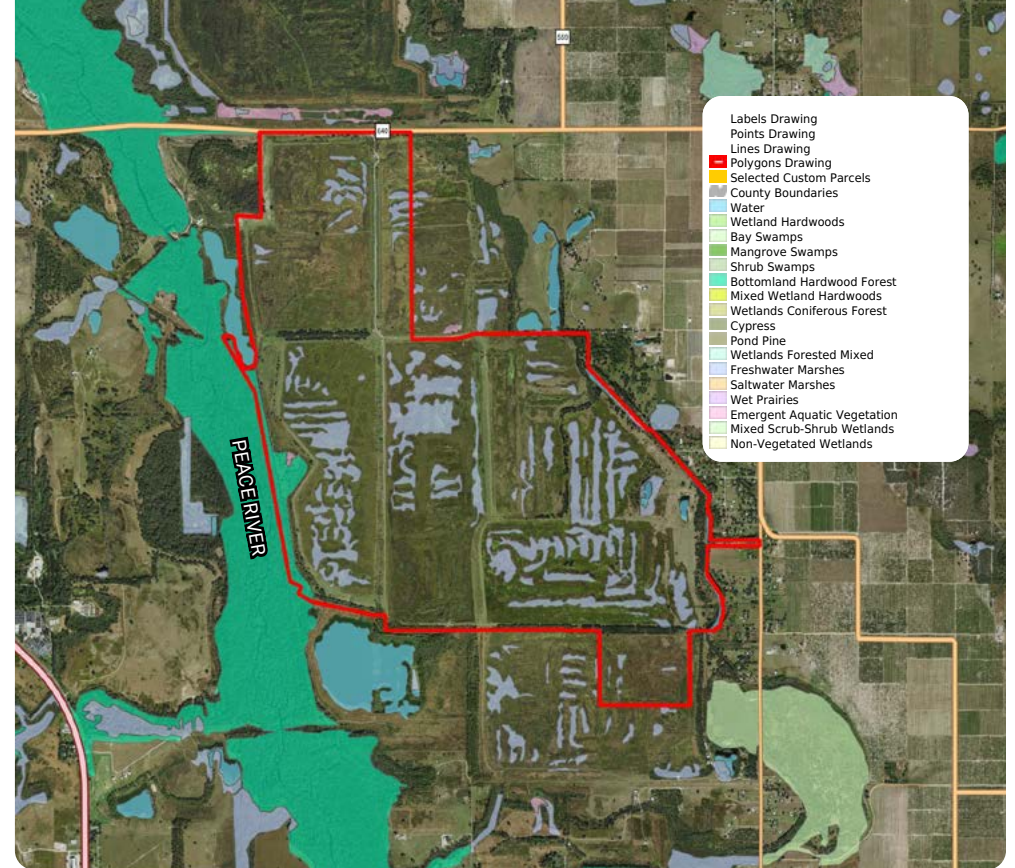 560
640
Labels Drawing
Points Drawing
Lines Drawing
Polygons Drawing
Selected Custom Parcels
County Boundaries
Water
Wetland Hardwoods
Bay Swamps
Mangrove Swamps
Shrub Swamps
Bottomland Hardwood Forest
Mixed Wetland Hardwoods
Wetlands Coniferous Forest
Cypress
Pond Pine
Wetlands Forested Mixed
Freshwater Marshes
Saltwater Marshes
Wet Prairies
Emergent Aquatic Vegetation
Mixed Scrub-Shrub Wetlands
Non-Vegetated Wetlands
PEACE RIVER